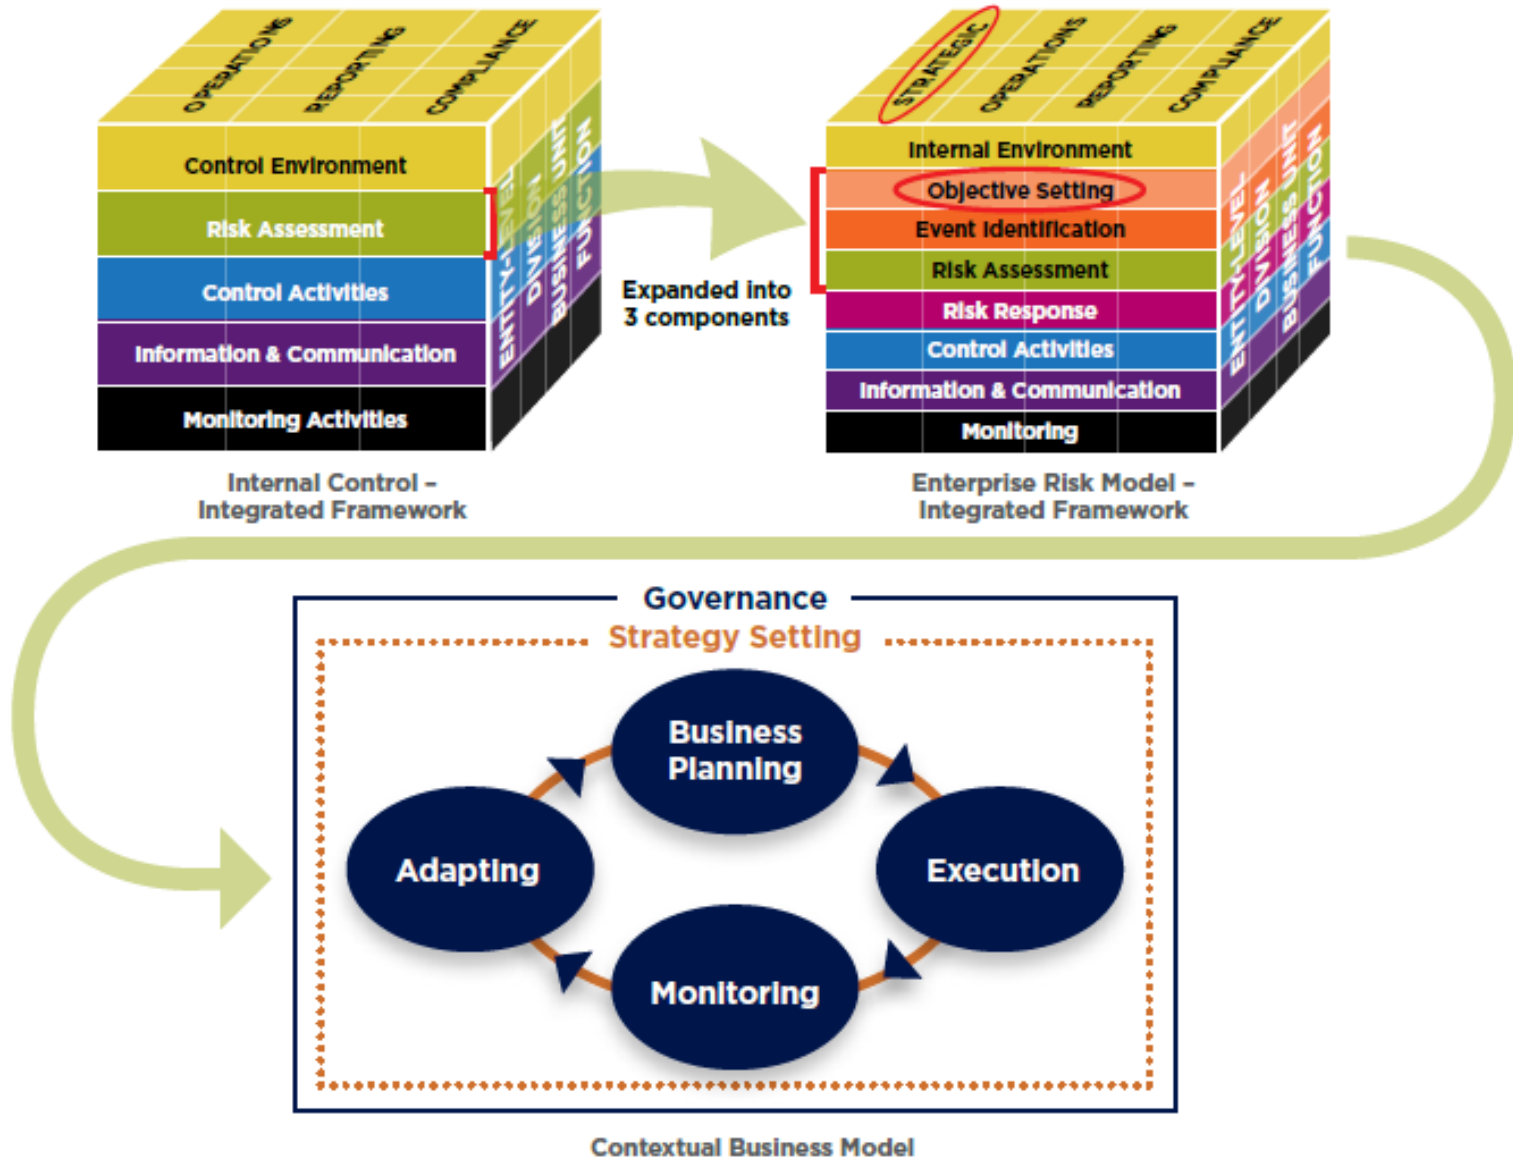 OPERATIONS
REPORTING
COMPLIANCE
Control Environment
Risk Assessment
Control Activities
Information & Communication
Monitoring Activities
ENTITY-LEVEL
DIVISION
BUSINESS UNIT
FUNCTION
Internal Control –
Integrated Framework
Expanded into
3 components
STRATEGIC
OPERATIONS
REPORTING
COMPLIANCE
Internal Environment
Objective Setting
Event Identification
Risk Assessment
Risk Response
Control Activities
Information & Communication
Monitoring
ENTITY-LEVEL
DIVISION
BUSINESS UNIT
FUNCTION
Enterprise Risk Model –
Integrated Framework
Governance
Strategy Setting
Business
Planning
Adapting
Execution
Monitoring
Contextual Business Model